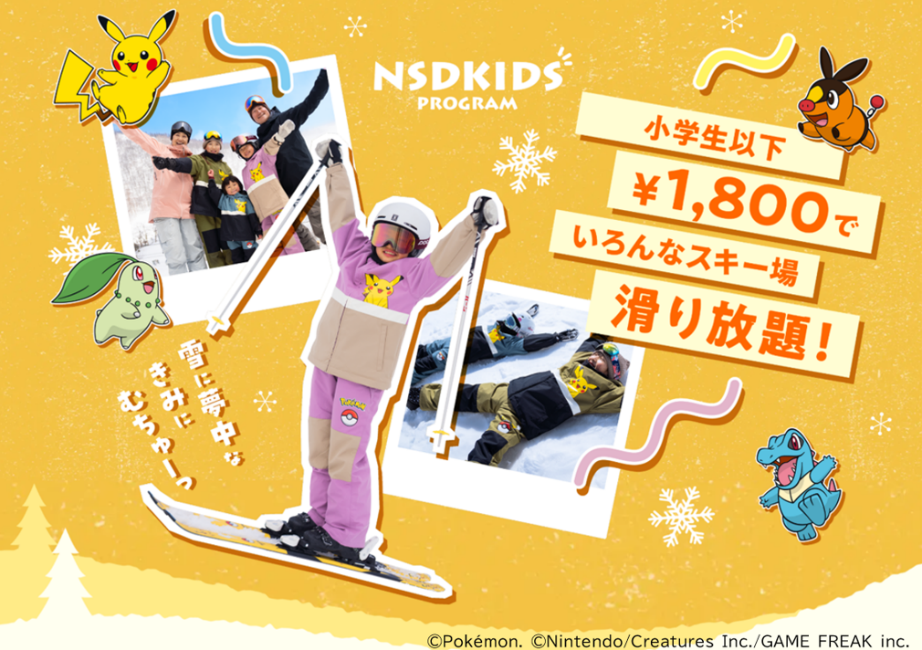 NSDKIDS
PROGRAM
小学生以下
¥1,800で
いろんなスキー場
滑り放題！
雪に夢中な
きみに
むちゅーっ
POKÉMON
©Pokémon. ©Nintendo/Creatures Inc./GAME FREAK inc.